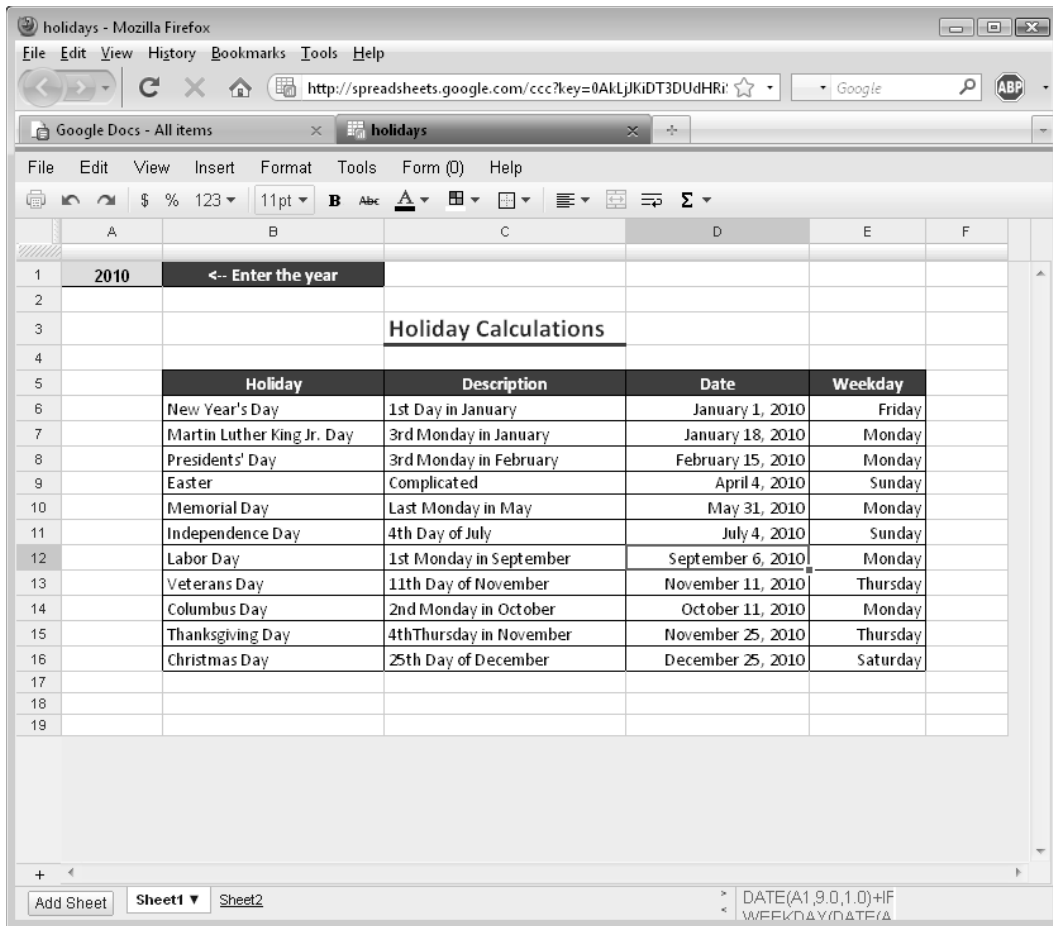 holidays - Mozilla Firefox
File Edit View History Bookmarks Tools Help
http://spreadsheets.google.com/ccc?key=0AkLjJKiDT3DUdHRi Google ABP
Google Docs - All items holidays
File Edit View Insert Format Tools Form (0) Help
$ % 123 11pt B Abc A Σ
A B C D E F
1 2010 <-- Enter the year
2
3 Holiday Calculations
4
5 Holiday Description Date Weekday
6 New Year's Day 1st Day in January January 1, 2010 Friday
7 Martin Luther King Jr. Day 3rd Monday in January January 18, 2010 Monday
8 Presidents' Day 3rd Monday in February February 15, 2010 Monday
9 Easter Complicated April 4, 2010 Sunday
10 Memorial Day Last Monday in May May 31, 2010 Monday
11 Independence Day 4th Day of July July 4, 2010 Sunday
12 Labor Day 1st Monday in September September 6, 2010 Monday
13 Veterans Day 11th Day of November November 11, 2010 Thursday
14 Columbus Day 2nd Monday in October October 11, 2010 Monday
15 Thanksgiving Day 4thThursday in November November 25, 2010 Thursday
16 Christmas Day 25th Day of December December 25, 2010 Saturday
17
18
19
+
Add Sheet Sheet1 ▼ Sheet2 DATE(A1,9.0,1.0)+IF
WEEKDAY(DATE(A